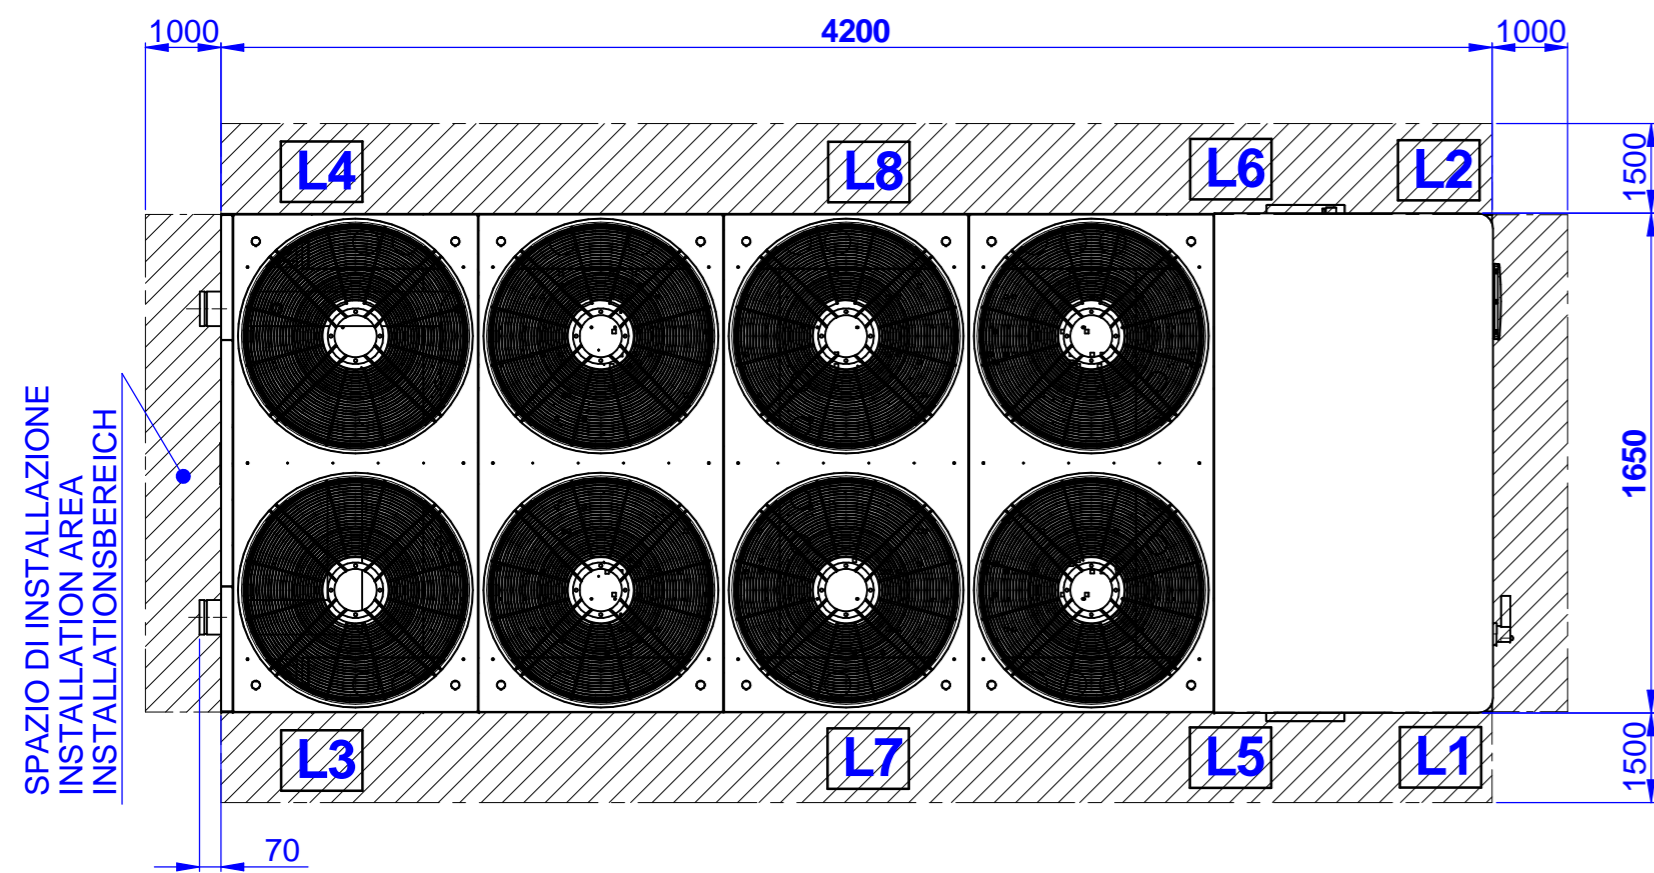 1000
4200
1000
L4
L8
L6
L2
1500
1650
SPAZIO DI INSTALLAZIONE
INSTALLATION AREA
INSTALLATIONSBEREICH
L3
L7
L5
L1
1500
70